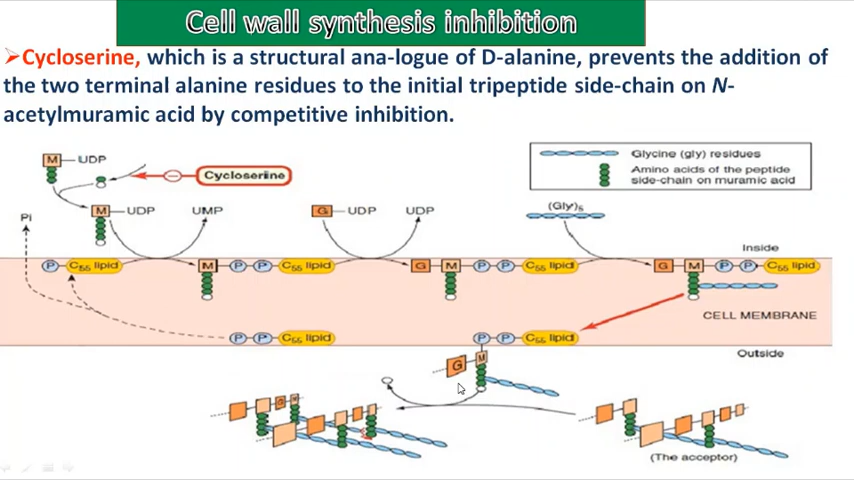 Cell wall synthesis inhibition
➢Cycloserine, which is a structural ana-logue of D-alanine, prevents the addition of
the two terminal alanine residues to the initial tripeptide side-chain on N-
acetylmuramic acid by competitive inhibition.
Glycine (gly) residues
Amino acids of the peptide
side-chain on muramic acid
M UDP
Cycloserine
Pi
M UDP
UMP
G UDP
UDP
(Gly)5
Inside
P C55 lipid
M P P C55 lipid
G M P P C55 lipid
G M P P C55 lipid
CELL MEMBRANE
P P C55 lipid
P P C55 lipid
Outside
G M
G M
(The acceptor)